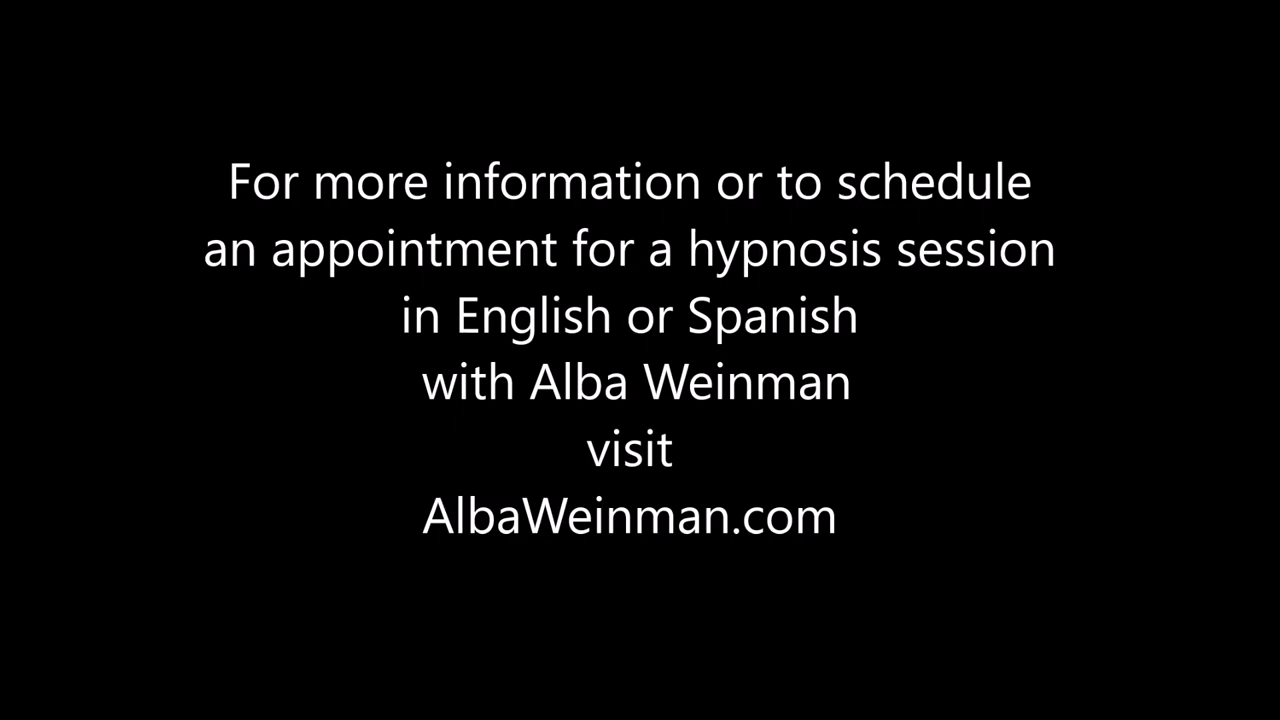 For more information or to schedule
an appointment for a hypnosis session
in English or Spanish
with Alba Weinman
visit
AlbaWeinman.com